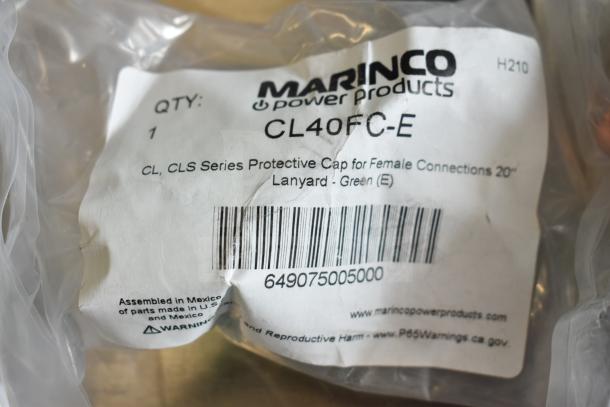 MARINCO
power products
H210
QTY:
1
CL40FC-E
CL, CLS Series Protective Cap for Female Connections 20"
Lanyard - Green (E)
649075005000
Assembled in Mexico
of parts made in U.S.
and Mexico
www.marincopowerproducts.com
⚠WARNING
and Reproductive Harm - www.P65Warnings.ca.gov